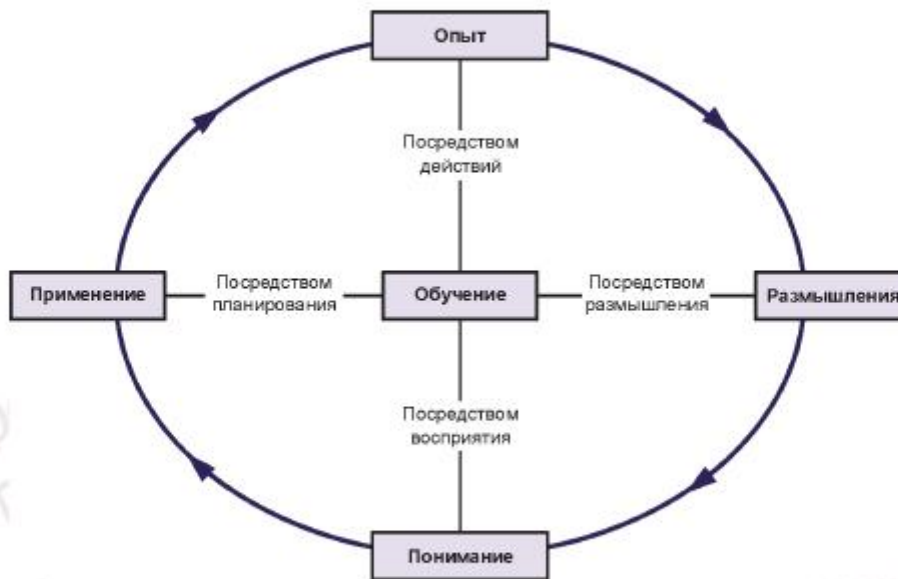 Опыт
Посредством
действий
Применение
Посредством
планирования
Обучение
Посредством
размышления
Размышления
Посредством
восприятия
Понимание